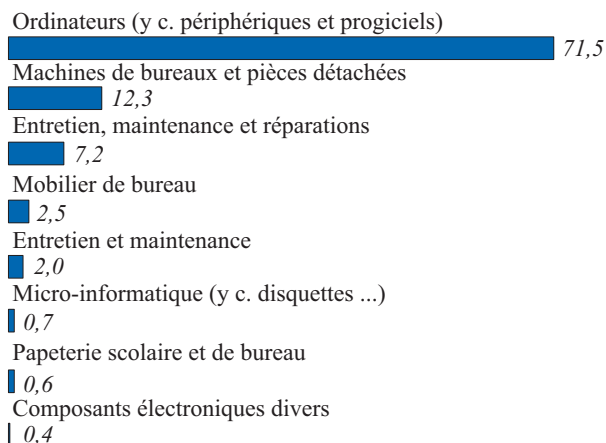 Ordinateurs (y c. périphériques et progiciels)
71,5
Machines de bureaux et pièces détachées
12,3
Entretien, maintenance et réparations
7,2
Mobilier de bureau
2,5
Entretien et maintenance
2,0
Micro-informatique (y c. disquettes ...)
0,7
Papeterie scolaire et de bureau
0,6
Composants électroniques divers
0,4